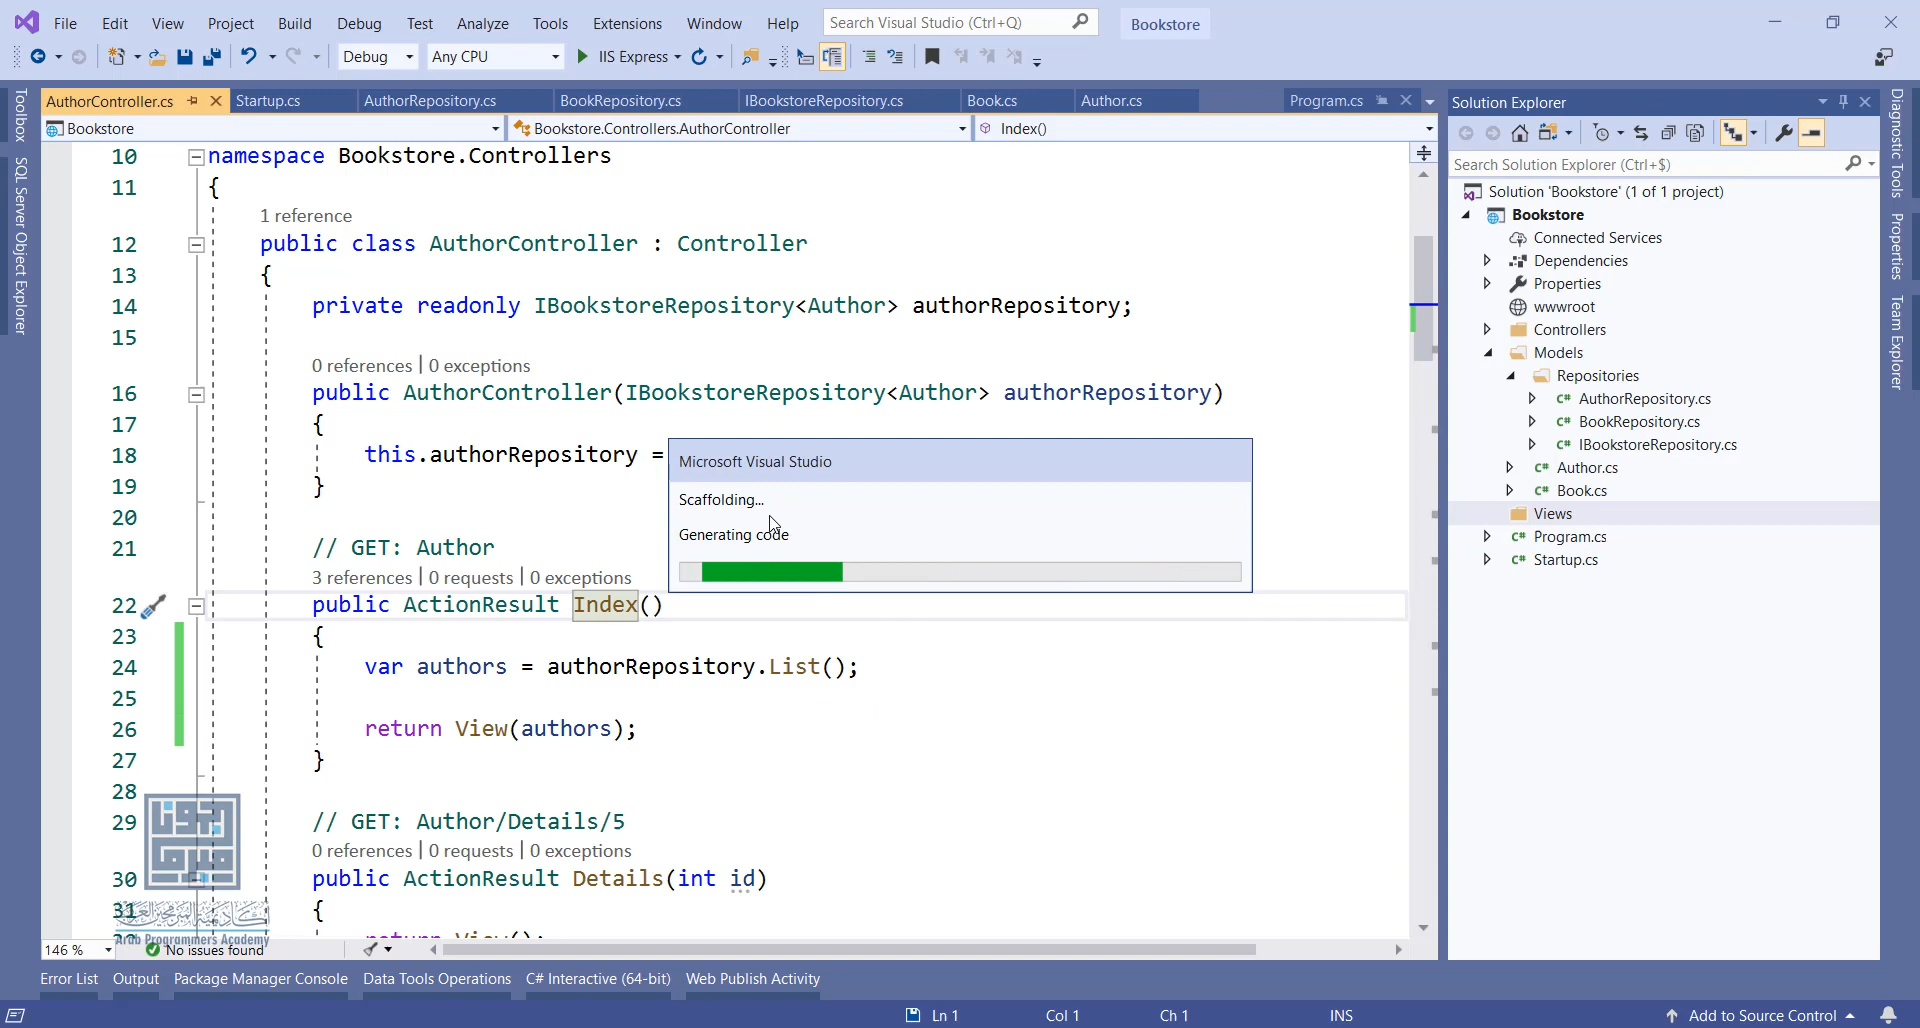 File Edit View Project Build Debug Test Analyze Tools Extensions Window Help Search Visual Studio (Ctrl+Q) Bookstore
Debug Any CPU IIS Express
AuthorController.cs Startup.cs AuthorRepository.cs BookRepository.cs IBookstoreRepository.cs Book.cs Author.cs Program.cs
Bookstore Bookstore.Controllers.AuthorController Index()
Toolbox
SQL Server Object Explorer
10 namespace Bookstore.Controllers
11 {
1 reference
12 public class AuthorController : Controller
13 {
14 private readonly IBookstoreRepository<Author> authorRepository;
15
0 references | 0 exceptions
16 public AuthorController(IBookstoreRepository<Author> authorRepository)
17 {
18 this.authorRepository =
19 }
20
21 // GET: Author
3 references | 0 requests | 0 exceptions
22 public ActionResult Index()
23 {
24 var authors = authorRepository.List();
25
26 return View(authors);
27 }
28
29 // GET: Author/Details/5
0 references | 0 requests | 0 exceptions
30 public ActionResult Details(int id)
31 {
return View();
Microsoft Visual Studio
Scaffolding...
Generating code
Arab Programmers Academy
146 % No issues found
Solution Explorer
Search Solution Explorer (Ctrl+$)
Solution 'Bookstore' (1 of 1 project)
Bookstore
Connected Services
Dependencies
Properties
wwwroot
Controllers
Models
Repositories
AuthorRepository.cs
BookRepository.cs
IBookstoreRepository.cs
Author.cs
Book.cs
Views
Program.cs
Startup.cs
Diagnostic Tools
Properties
Team Explorer
Error List Output Package Manager Console Data Tools Operations C# Interactive (64-bit) Web Publish Activity
Ln 1 Col 1 Ch 1 INS Add to Source Control